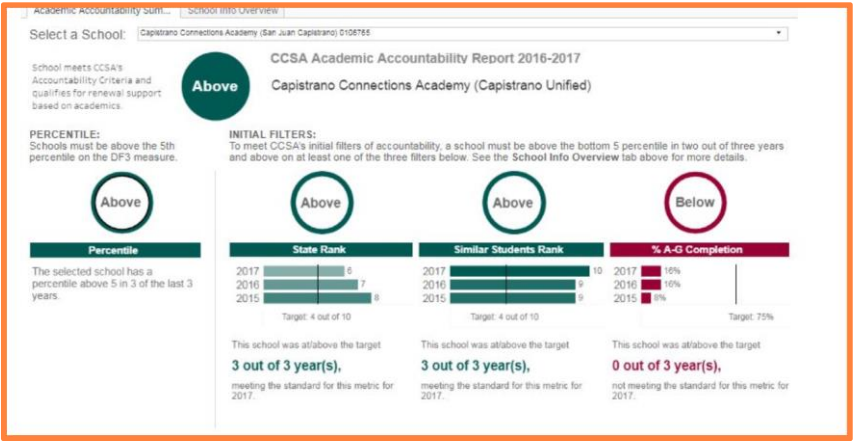 Academic Accountability Sum...
School Info Overview
Select a School:
Capistrano Connections Academy (San Juan Capistrano) 0106765
School meets CCSA's
Accountability Criteria and
qualifies for renewal support
based on academics.
Above
CCSA Academic Accountability Report 2016-2017
Capistrano Connections Academy (Capistrano Unified)
PERCENTILE:
Schools must be above the 5th
percentile on the DF3 measure.
INITIAL FILTERS:
To meet CCSA's initial filters of accountability, a school must be above the bottom 5 percentile in two out of three years
and above on at least one of the three filters below. See the School Info Overview tab above for more details.
Above
Percentile
The selected school has a
percentile above 5 in 3 of the last 3
years.
Above
State Rank
2017 6
2016 7
2015 8
Target: 4 out of 10
This school was at/above the target
3 out of 3 year(s),
meeting the standard for this metric for
2017.
Above
Similar Students Rank
2017 10
2016 9
2015 9
Target: 4 out of 10
This school was at/above the target
3 out of 3 year(s),
meeting the standard for this metric for
2017.
Below
% A-G Completion
2017 16%
2016 16%
2015 8%
Target: 75%
This school was at/above the target
0 out of 3 year(s),
not meeting the standard for this metric for
2017.